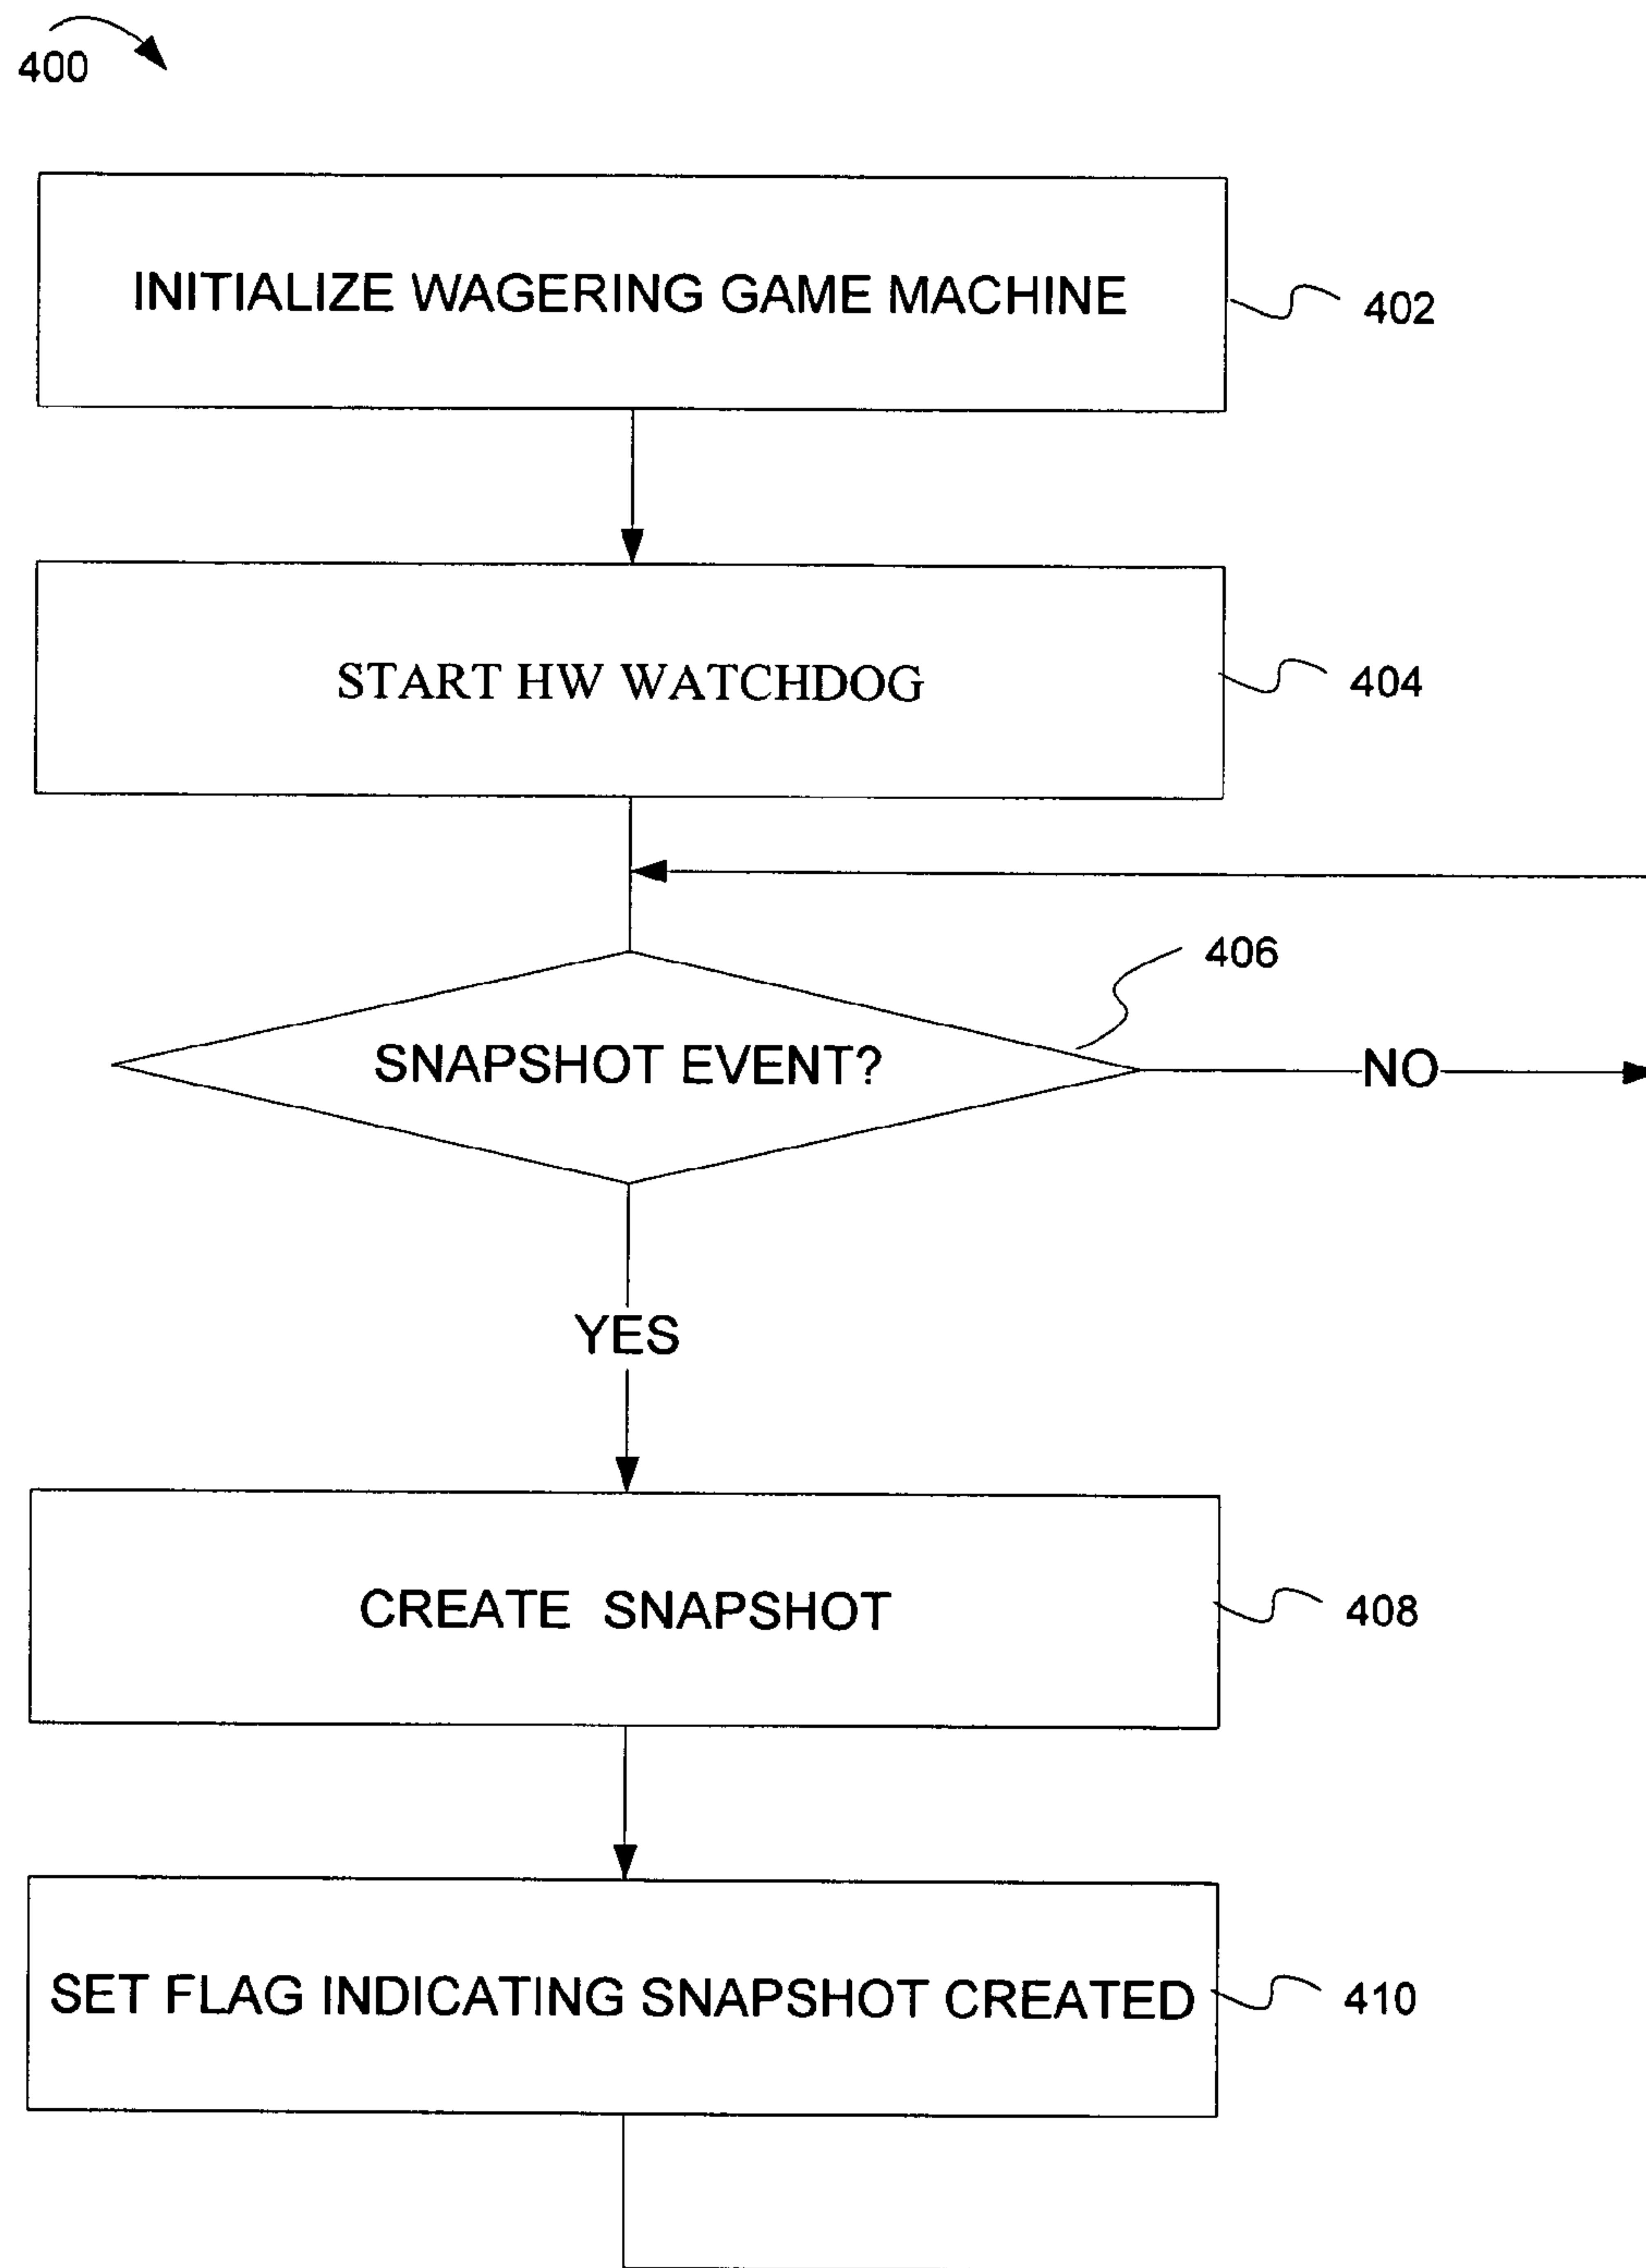 400
INITIALIZE WAGERING GAME MACHINE
402
START HW WATCHDOG
404
406
SNAPSHOT EVENT?
NO
YES
CREATE SNAPSHOT
408
SET FLAG INDICATING SNAPSHOT CREATED
410